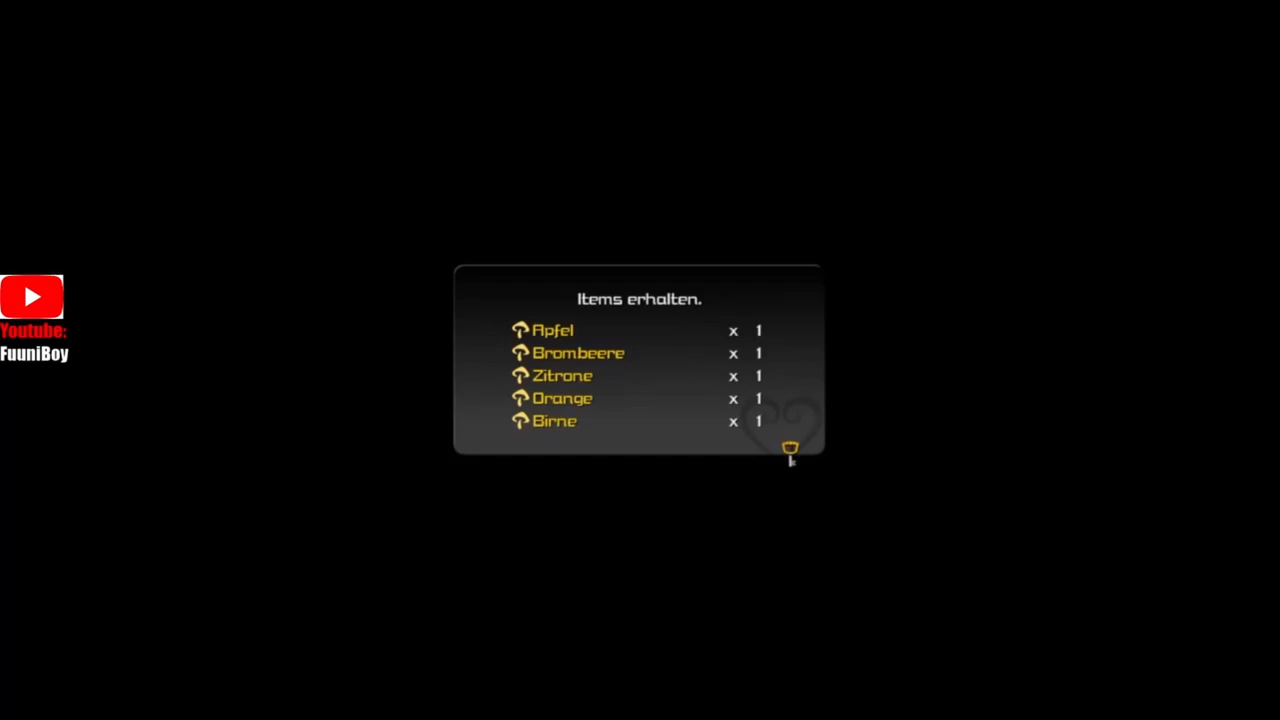 Items erhalten.
Apfel x 1
Brombeere x 1
Zitrone x 1
Orange x 1
Birne x 1
Youtube:
FuuniBoy